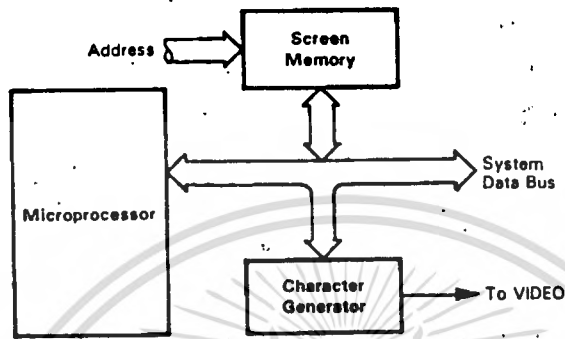 Address
Screen
Memory
System
Data Bus
Microprocessor
Character
Generator
To VIDEO